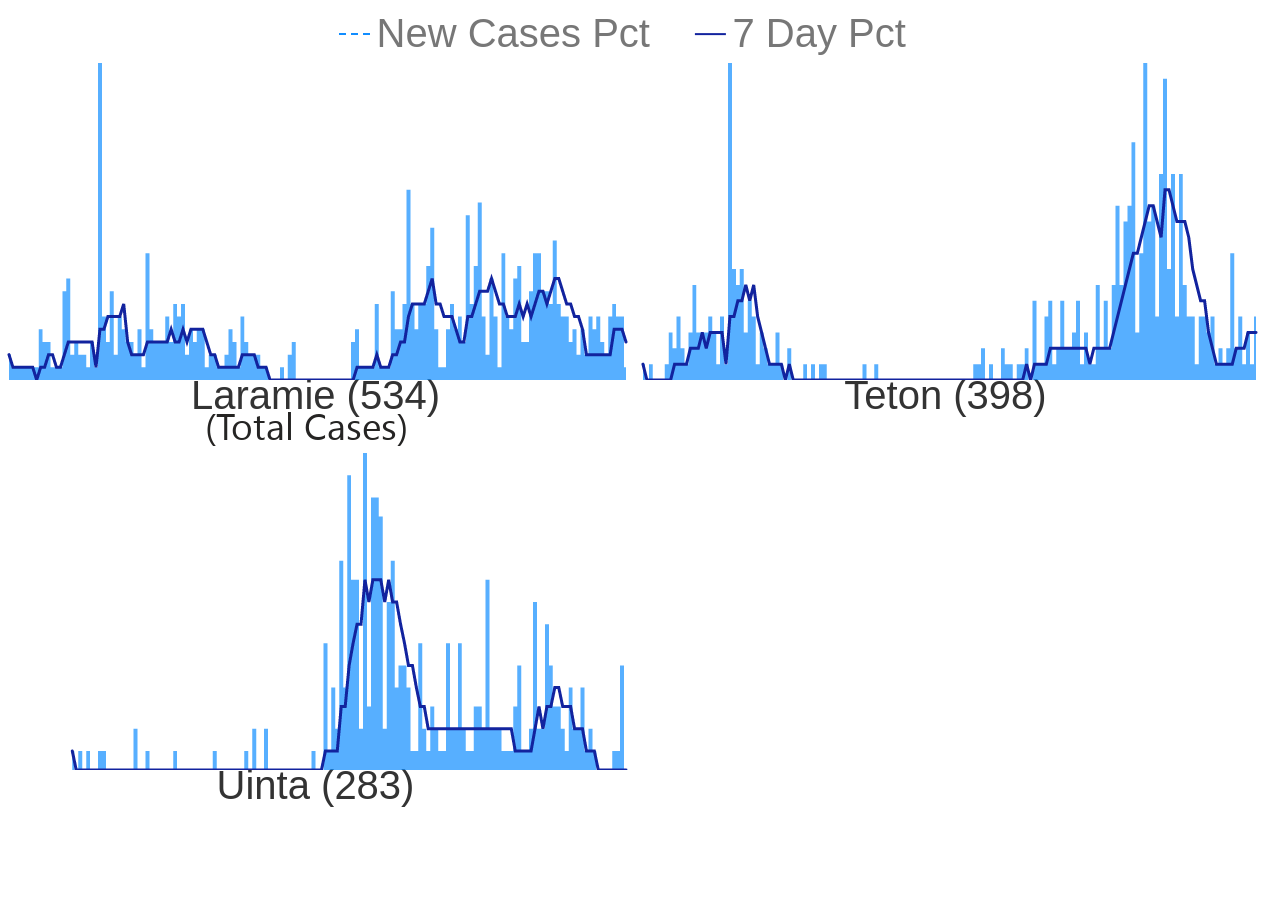 New Cases Pct 7 Day Pct
Laramie (534)
(Total Cases)
Teton (398)
Uinta (283)